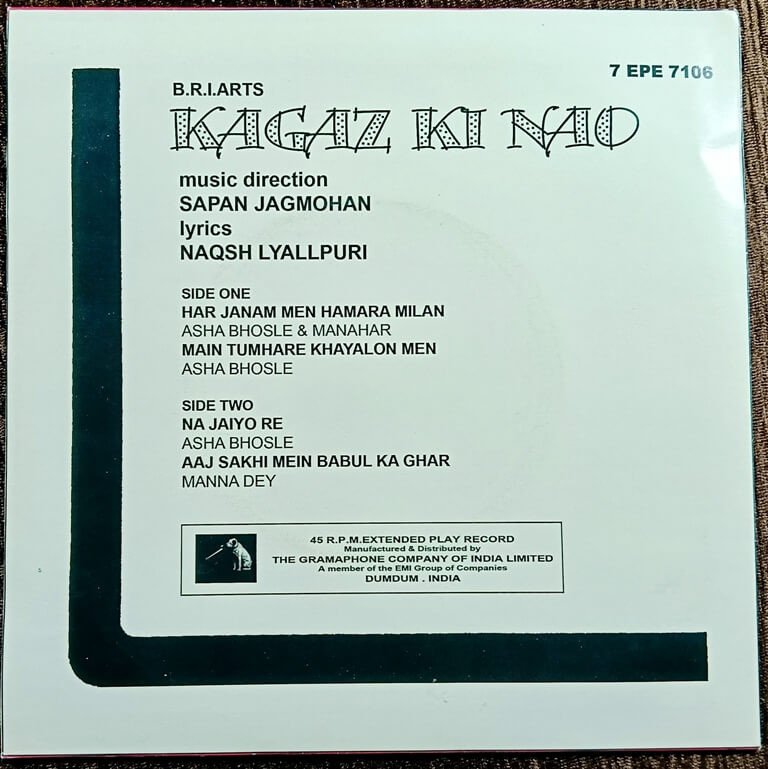 7 EPE 7106
B.R.I.ARTS
KAGAZ KI NAO
music direction
SAPAN JAGMOHAN
lyrics
NAQSH LYALLPURI
SIDE ONE
HAR JANAM MEN HAMARA MILAN
ASHA BHOSLE & MANAHAR
MAIN TUMHARE KHAYALON MEN
ASHA BHOSLE
SIDE TWO
NA JAIYO RE
ASHA BHOSLE
AAJ SAKHI MEIN BABUL KA GHAR
MANNA DEY
45 R.P.M.EXTENDED PLAY RECORD
Manufactured & Distributed by
THE GRAMAPHONE COMPANY OF INDIA LIMITED
A member of the EMI Group of Companies
DUMDUM . INDIA